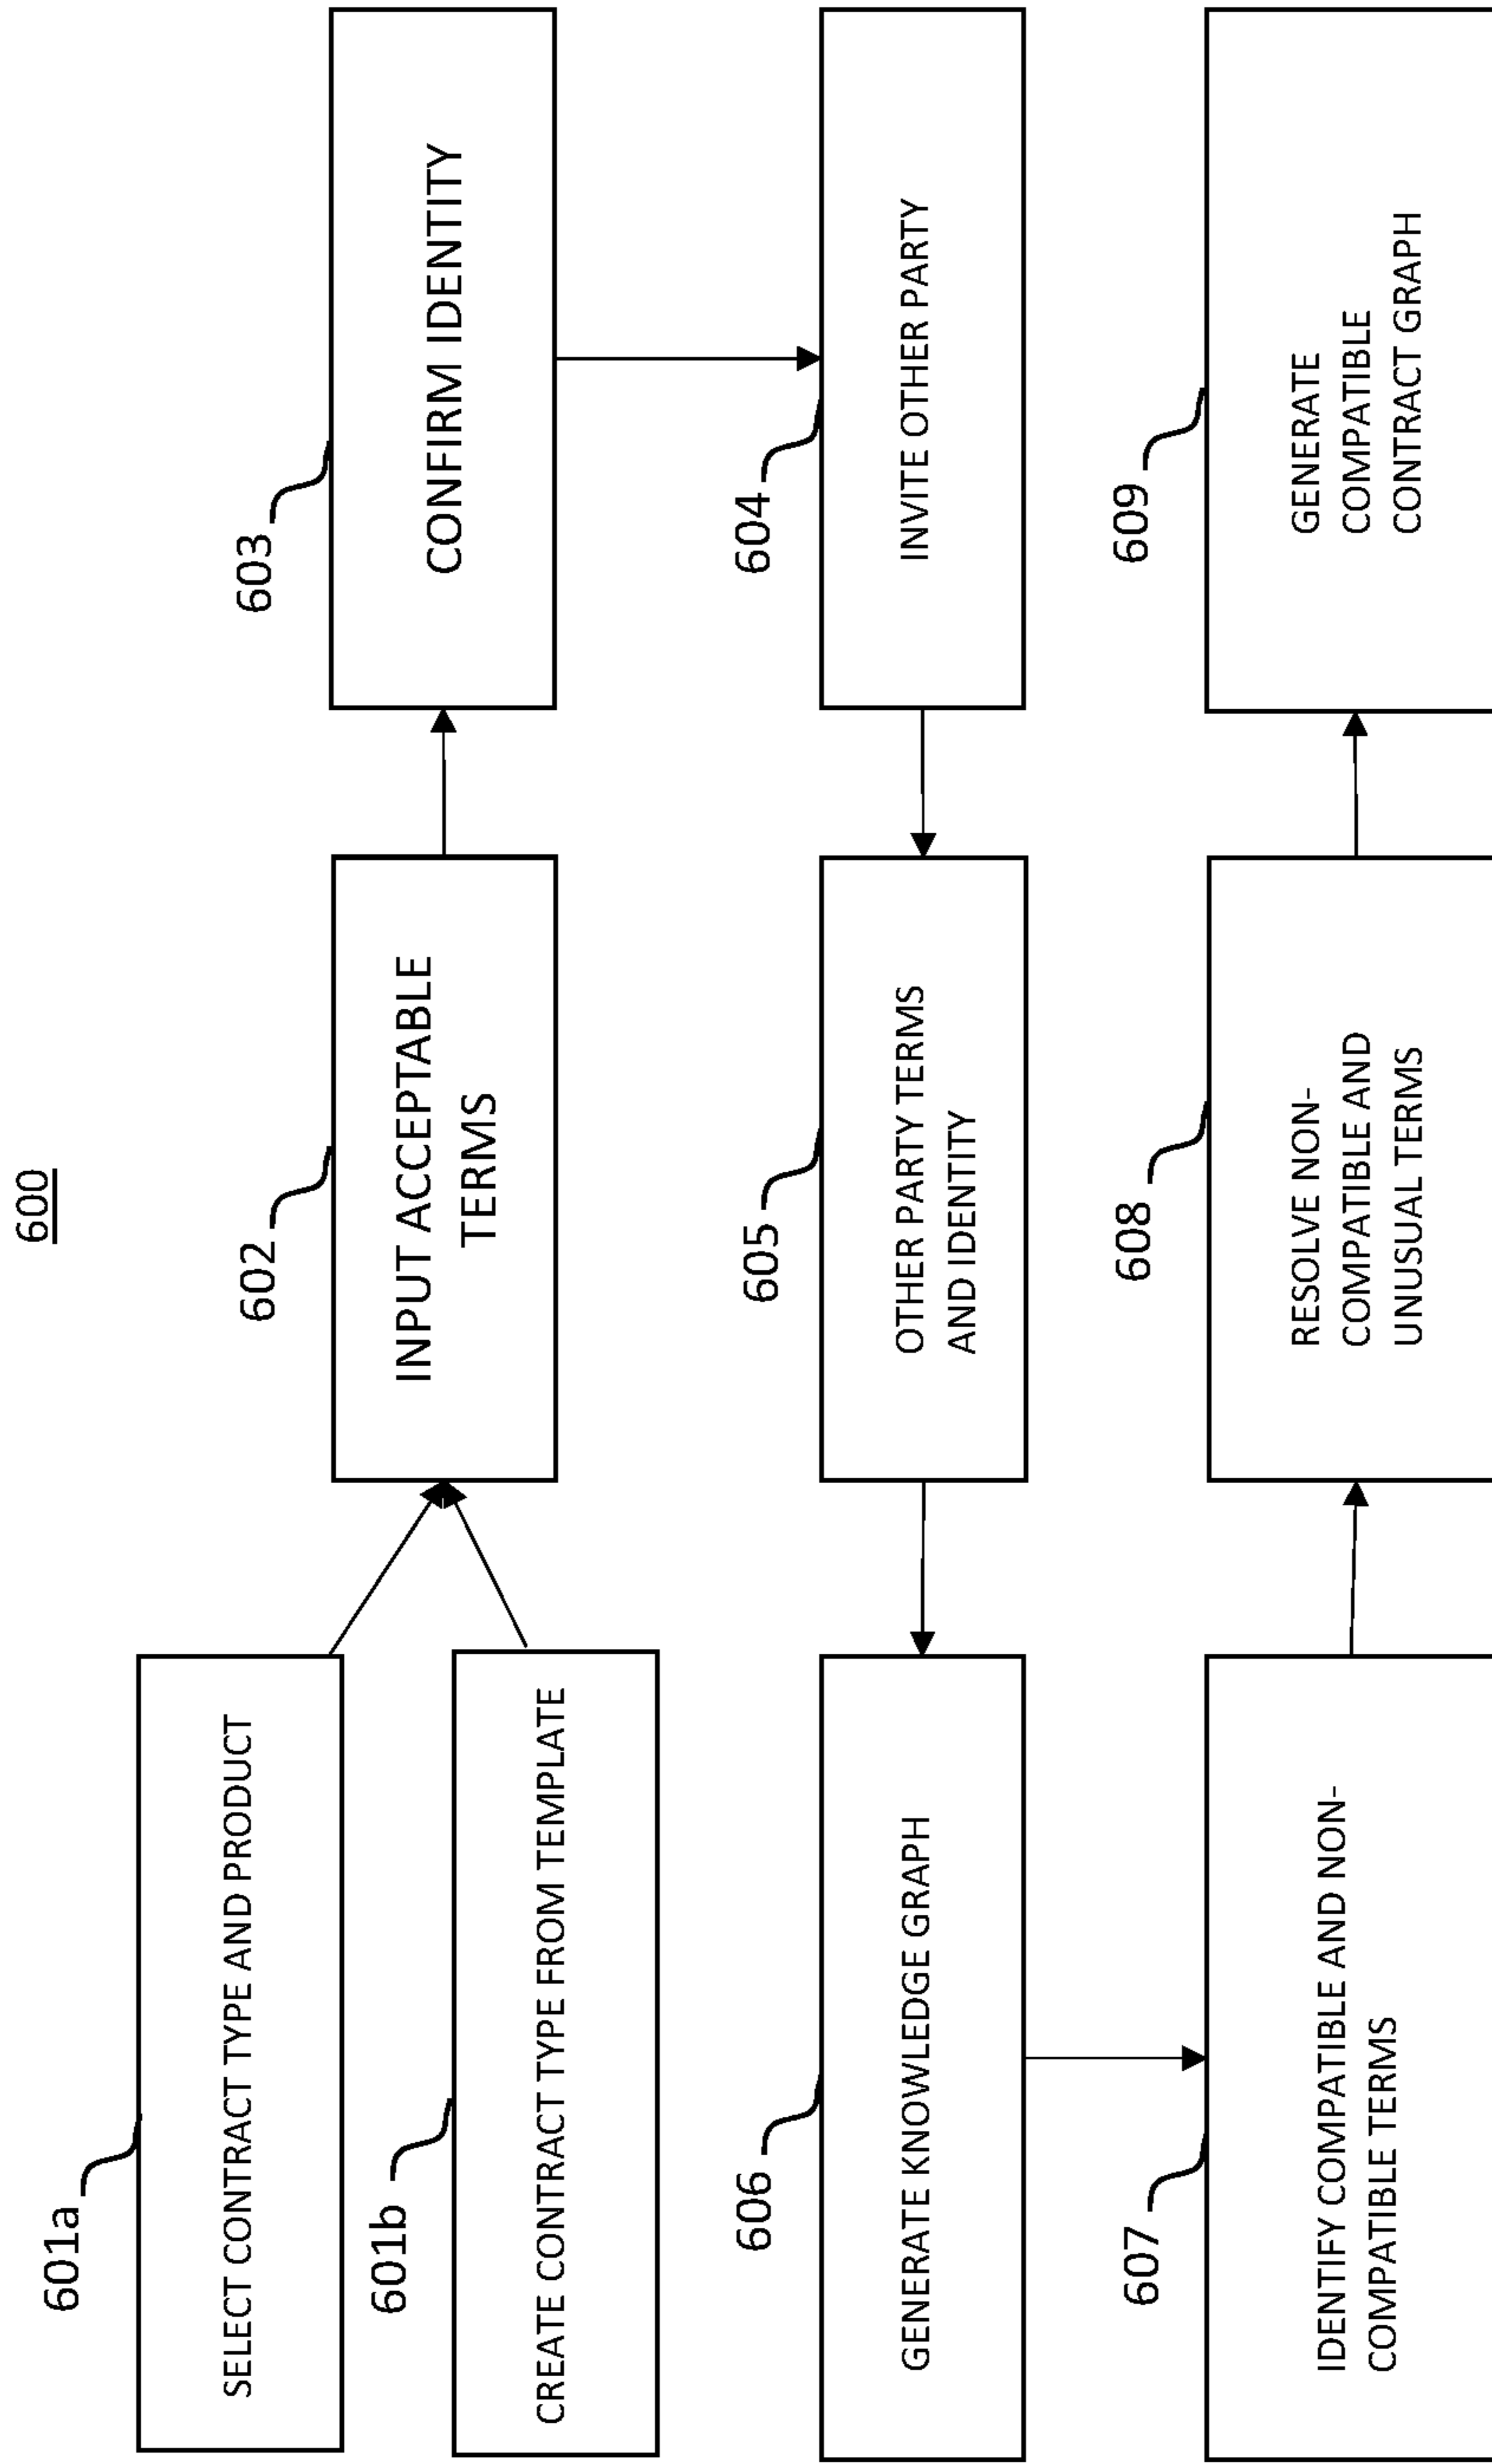 600
601a
SELECT CONTRACT TYPE AND PRODUCT
601b
CREATE CONTRACT TYPE FROM TEMPLATE
602
INPUT ACCEPTABLE
TERMS
603
CONFIRM IDENTITY
604
INVITE OTHER PARTY
605
OTHER PARTY TERMS
AND IDENTITY
606
GENERATE KNOWLEDGE GRAPH
607
IDENTIFY COMPATIBLE AND NON-
COMPATIBLE TERMS
608
RESOLVE NON-
COMPATIBLE AND
UNUSUAL TERMS
609
GENERATE
COMPATIBLE
CONTRACT GRAPH